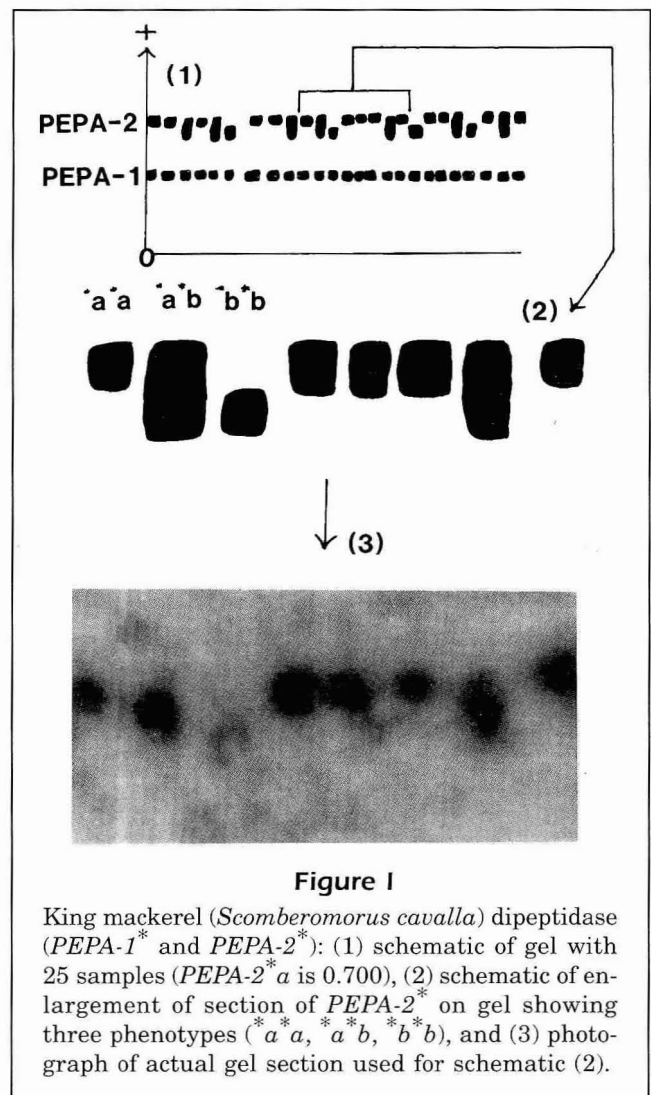 +
(1)
PEPA-2
PEPA-1
0
*a*a *a*b *b*b
(2)
(3)
Figure 1
King mackerel (Scomberomorus cavalla) dipeptidase
(PEPA-1* and PEPA-2*): (1) schematic of gel with
25 samples (PEPA-2*a is 0.700), (2) schematic of en-
largement of section of PEPA-2* on gel showing
three phenotypes (*a*a, *a*b, *b*b), and (3) photo-
graph of actual gel section used for schematic (2).